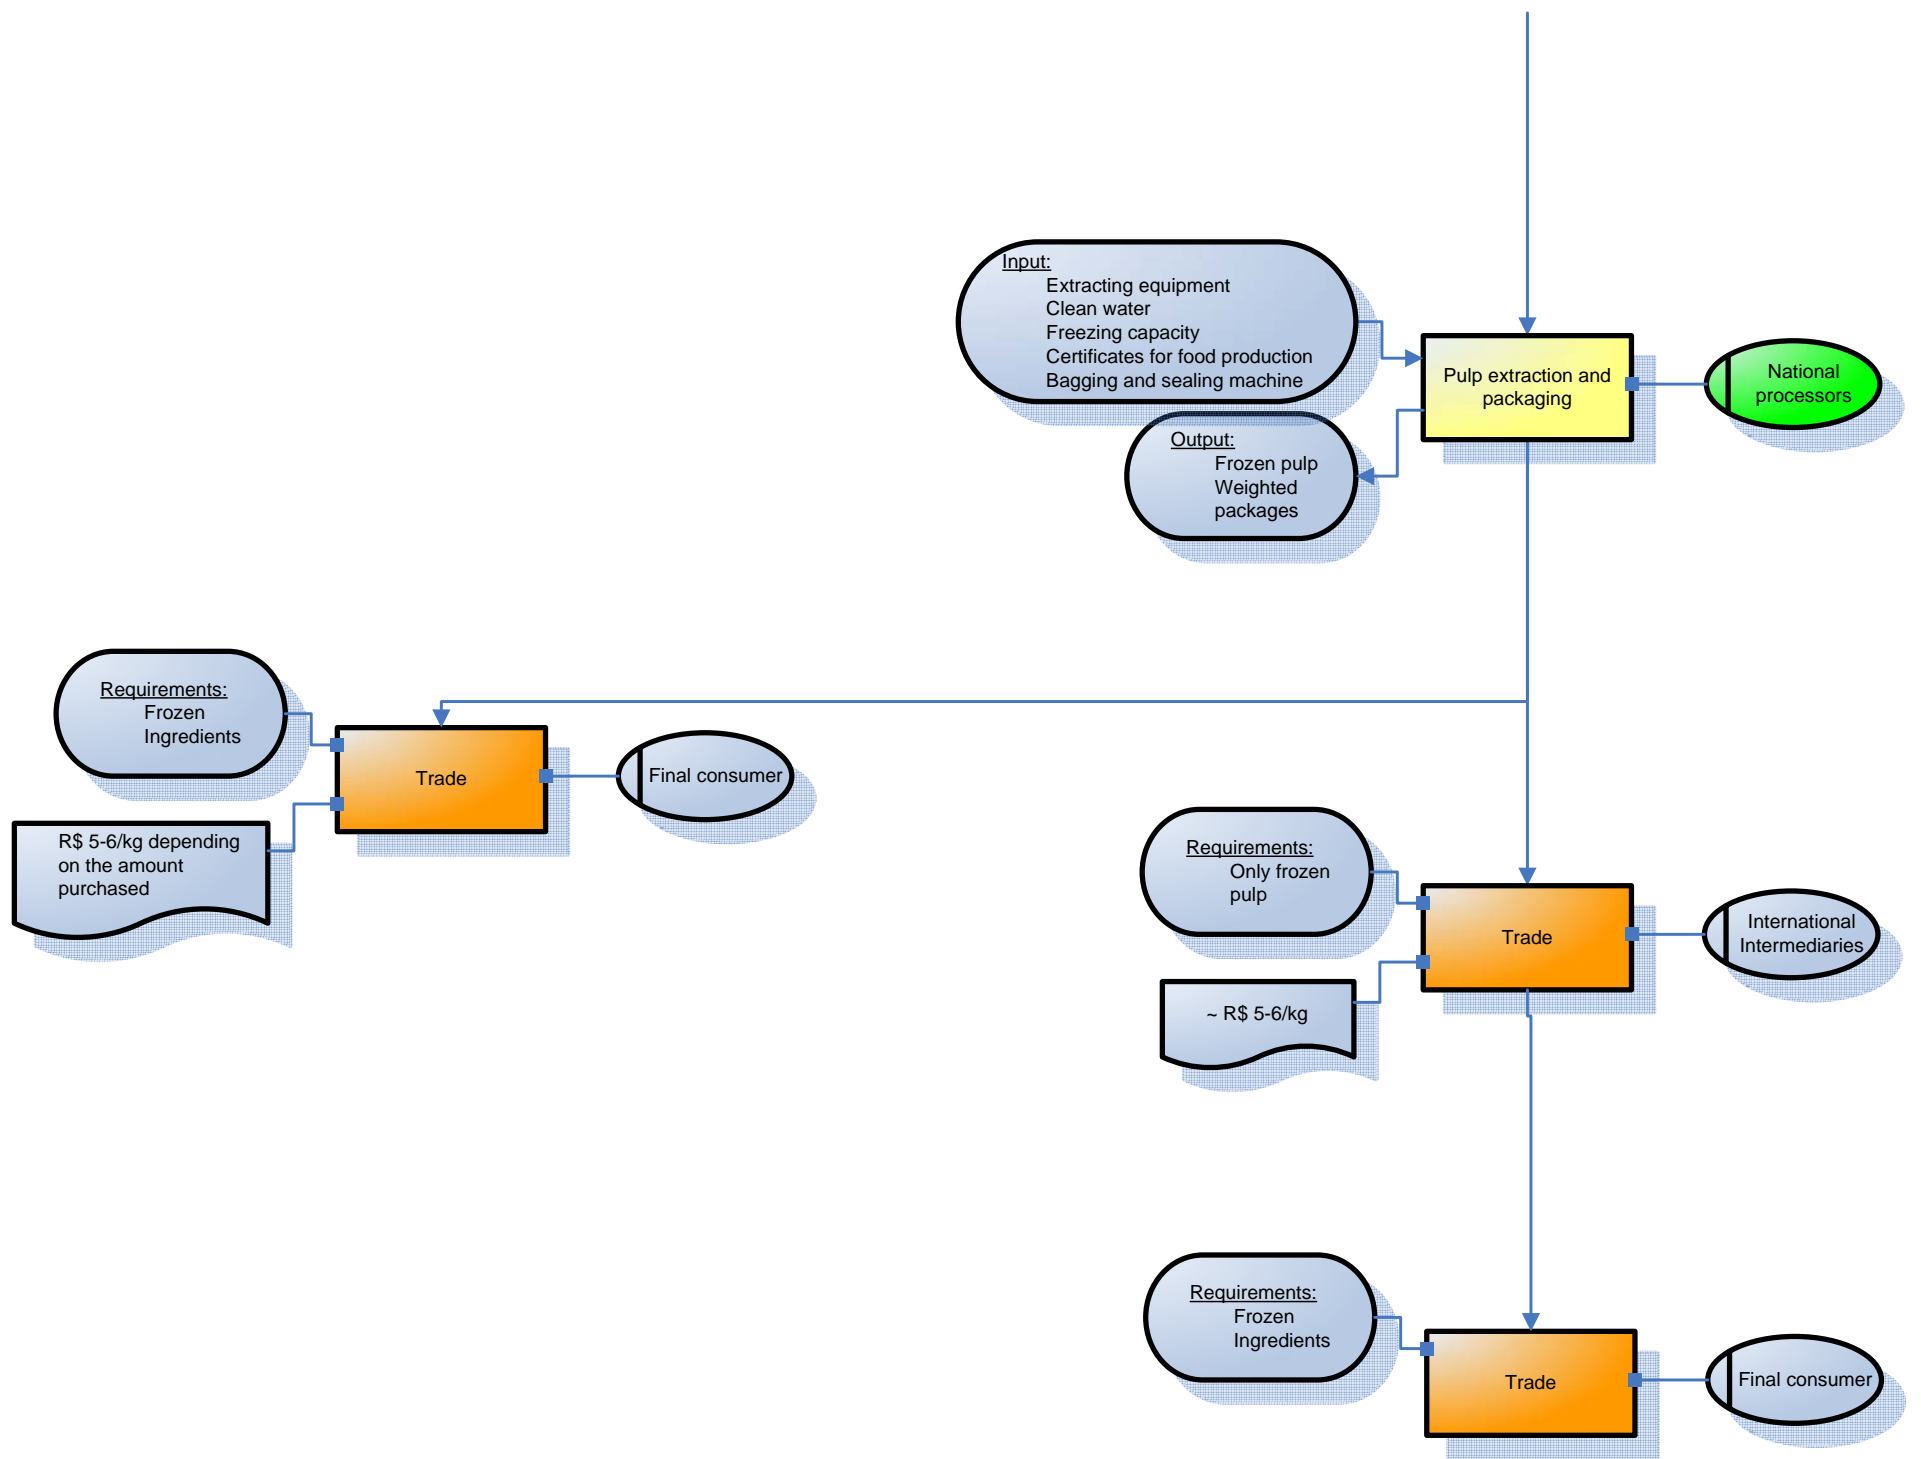 Input:
Extracting equipment
Clean water
Freezing capacity
Certificates for food production
Bagging and sealing machine
Pulp extraction and
packaging
National
processors
Output:
Frozen pulp
Weighted
packages
Requirements:
Frozen
Ingredients
Trade
Final consumer
R$ 5-6/kg depending
on the amount
purchased
Requirements:
Only frozen
pulp
Trade
International
Intermediaries
~ R$ 5-6/kg
Requirements:
Frozen
Ingredients
Trade
Final consumer